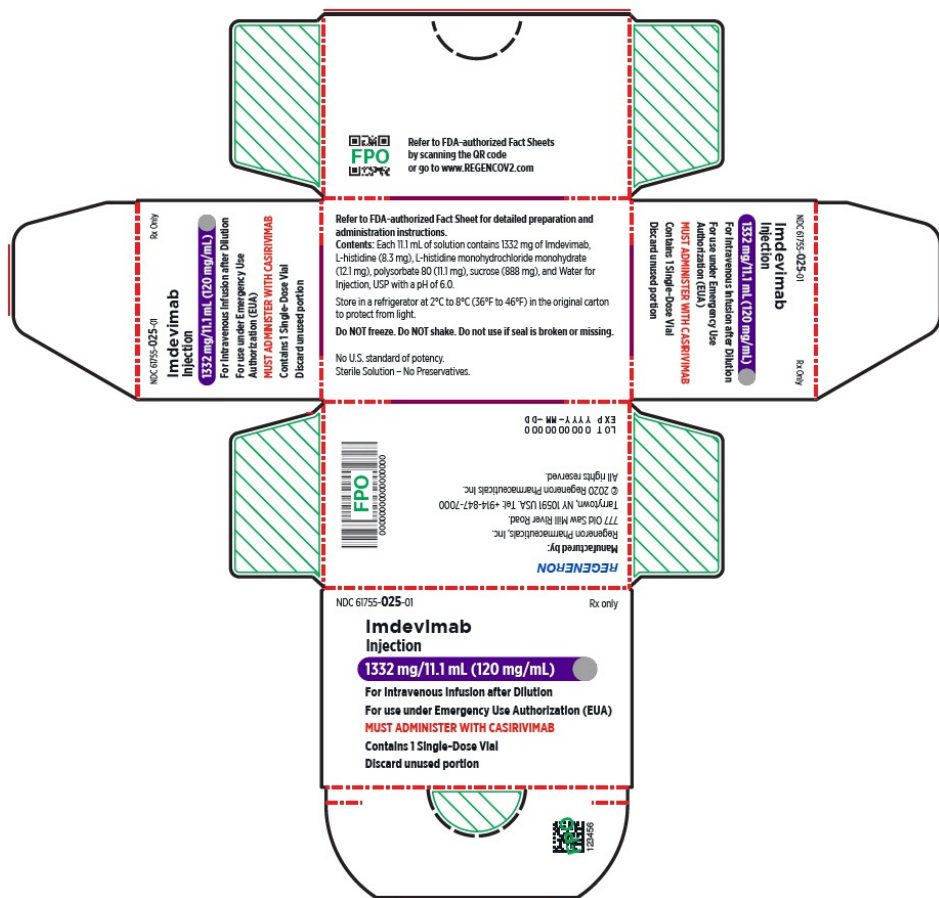 FPO
Refer to FDA-authorized Fact Sheets
by scanning the QR code
or go to www.REGENCOV2.com
NDC 61755-025-01 Rx Only
Imdevimab
Injection
1332 mg/11.1 mL (120 mg/mL)
For Intravenous Infusion after Dilution
For use under Emergency Use
Authorization (EUA)
MUST ADMINISTER WITH CASIRIVIMAB
Contains 1 Single-Dose Vial
Discard unused portion
Refer to FDA-authorized Fact Sheet for detailed preparation and
administration instructions.
Contents: Each 11.1 mL of solution contains 1332 mg of Imdevimab,
L-histidine (8.3 mg), L-histidine monohydrochloride monohydrate
(12.1 mg), polysorbate 80 (11.1 mg), sucrose (888 mg), and Water for
Injection, USP with a pH of 6.0.
Store in a refrigerator at 2°C to 8°C (36°F to 46°F) in the original carton
to protect from light.
Do NOT freeze. Do NOT shake. Do not use if seal is broken or missing.
No U.S. standard of potency.
Sterile Solution – No Preservatives.
NDC 61755-025-01 Rx Only
Imdevimab
Injection
1332 mg/11.1 mL (120 mg/mL)
For Intravenous Infusion after Dilution
For use under Emergency Use
Authorization (EUA)
MUST ADMINISTER WITH CASIRIVIMAB
Contains 1 Single-Dose Vial
Discard unused portion
REGENERON
Manufactured by:
Regeneron Pharmaceuticals, Inc.
777 Old Saw Mill River Road,
Tarrytown, NY 10591 USA, Tel: +914-847-7000
© 2020 Regeneron Pharmaceuticals Inc.
All rights reserved.
EXP YYYY-MM-DD
FPO
NDC 61755-025-01 Rx only
Imdevimab
Injection
1332 mg/11.1 mL (120 mg/mL)
For Intravenous Infusion after Dilution
For use under Emergency Use Authorization (EUA)
MUST ADMINISTER WITH CASIRIVIMAB
Contains 1 Single-Dose Vial
Discard unused portion
FPO
123456